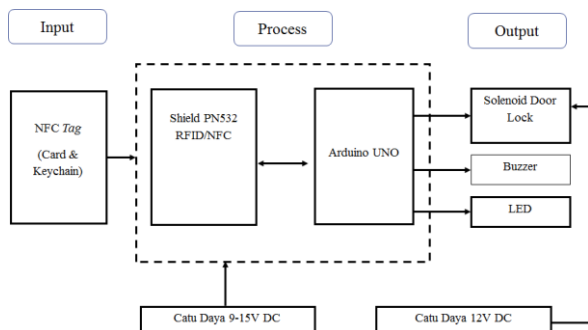 Input
Process
Output
NFC Tag
(Card &
Keychain)
Shield PN532
RFID/NFC
Arduino UNO
Solenoid Door
Lock
Buzzer
LED
Catu Daya 9-15V DC
Catu Daya 12V DC